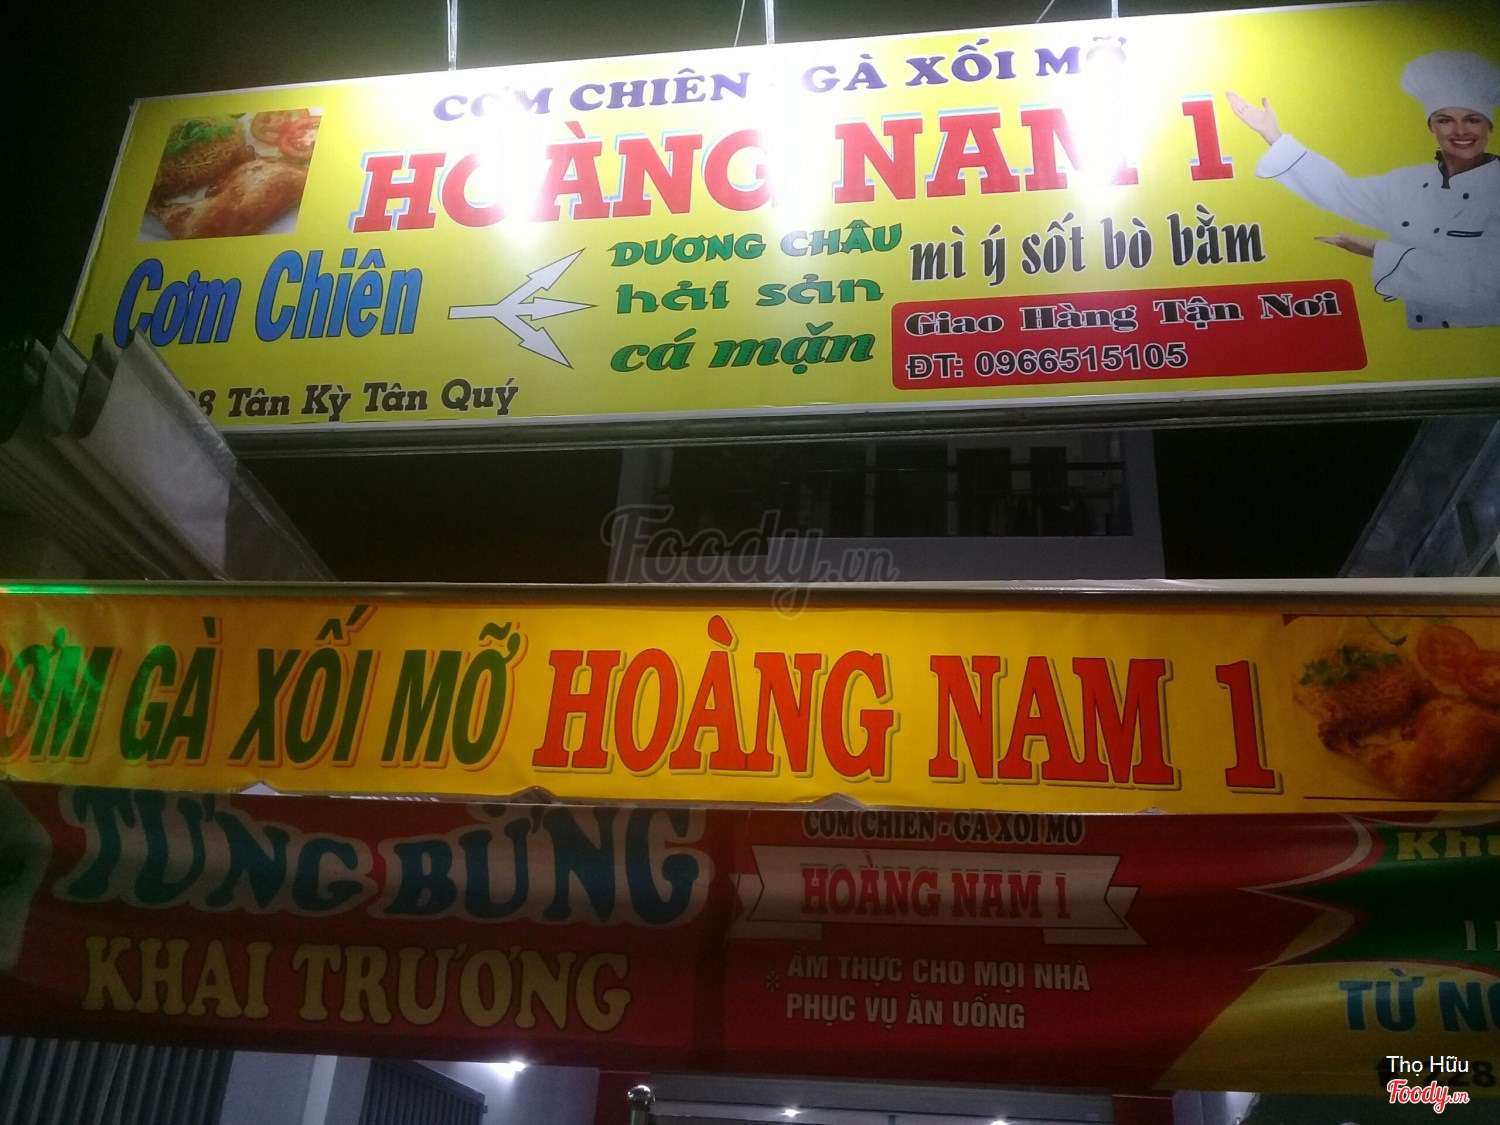 CƠM CHIÊN - GÀ XỐI MỠ
HOÀNG NAM 1
Cơm Chiên
DƯƠNG CHÂU
hải sản
cá mặn
mì ý sốt bò bằm
Giao Hàng Tận Nơi
ĐT: 0966515105
Tân Kỳ Tân Quý
Foody.vn
CƠM GÀ XỐI MỠ HOÀNG NAM 1
TƯNG BỪNG
KHAI TRƯƠNG
CƠM CHIÊN - GÀ XỐI MỠ
HOÀNG NAM 1
ẨM THỰC CHO MỌI NHÀ
PHỤC VỤ ĂN UỐNG
TỪ
Thọ Hữu
Foody.vn